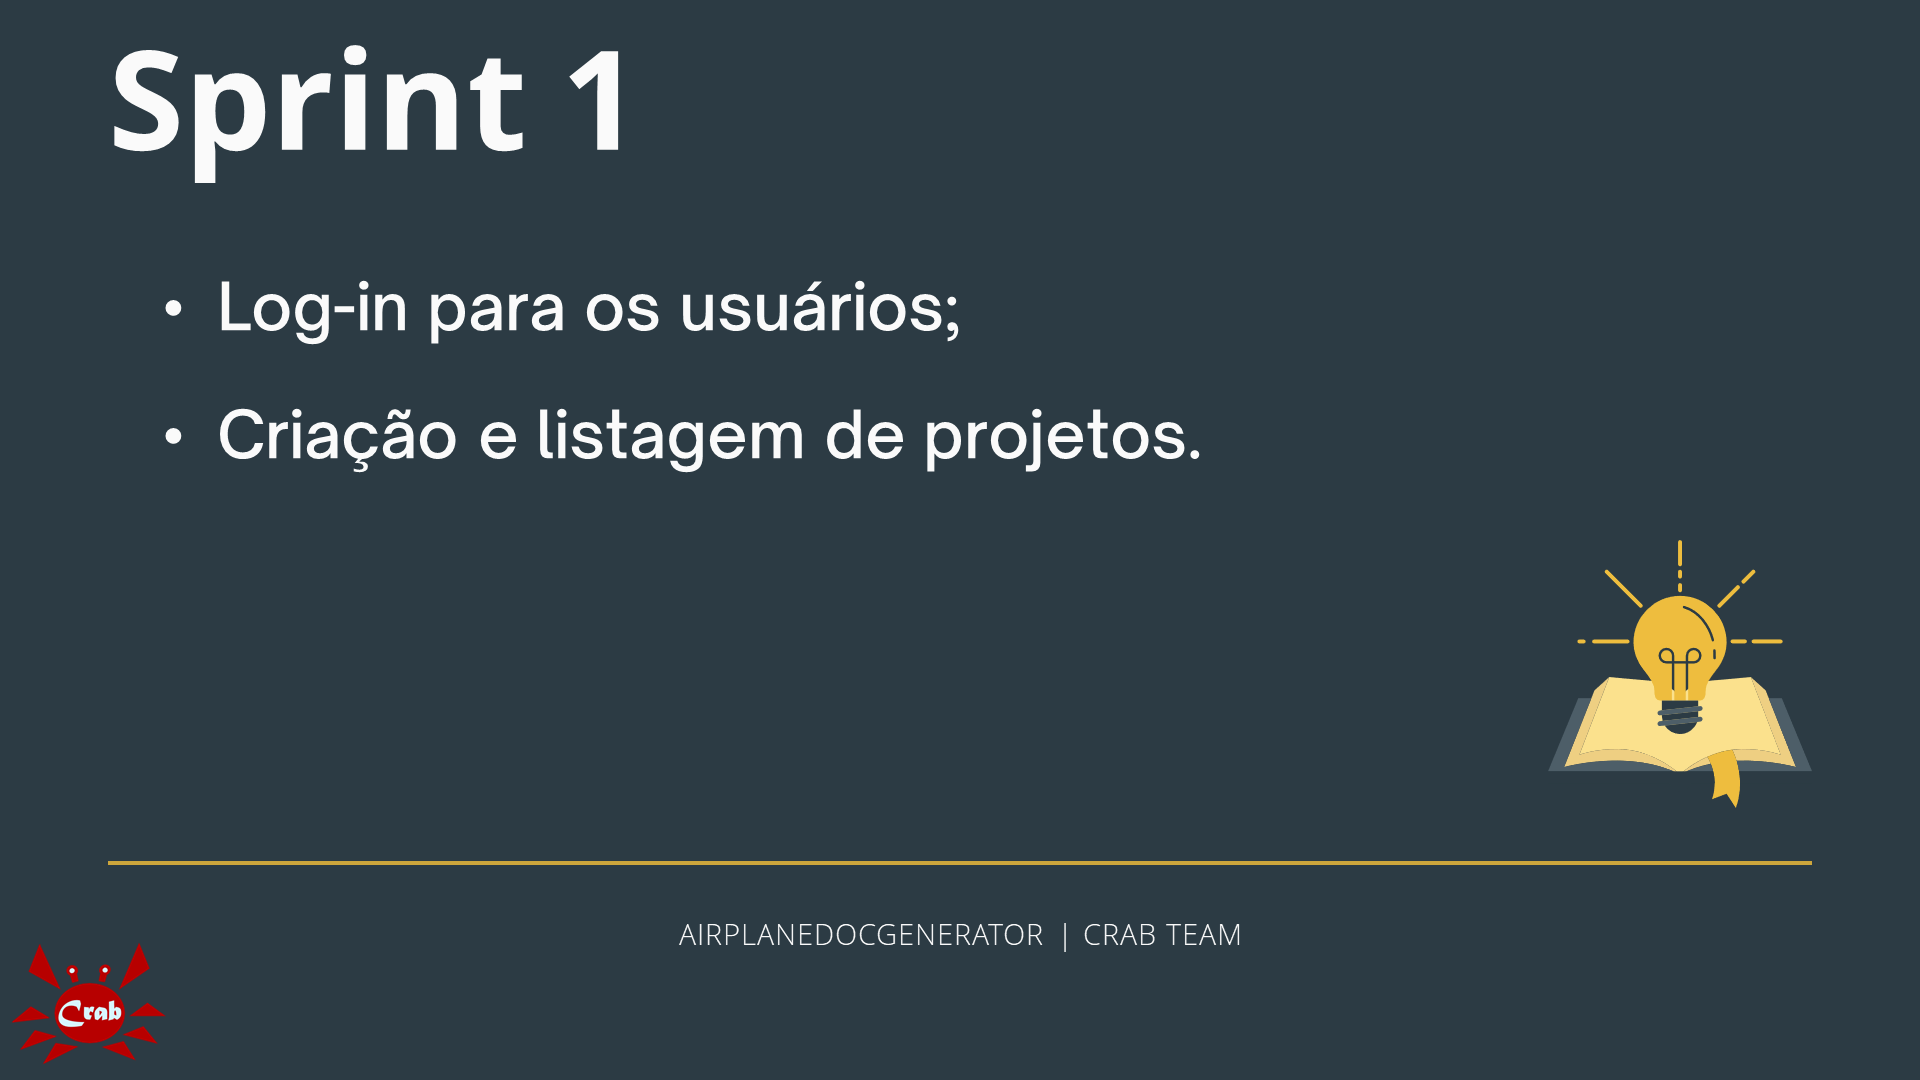 Sprint 1
• Log-in para os usuários;
• Criação e listagem de projetos.
AIRPLANEDOCGENERATOR | CRAB TEAM
Crab